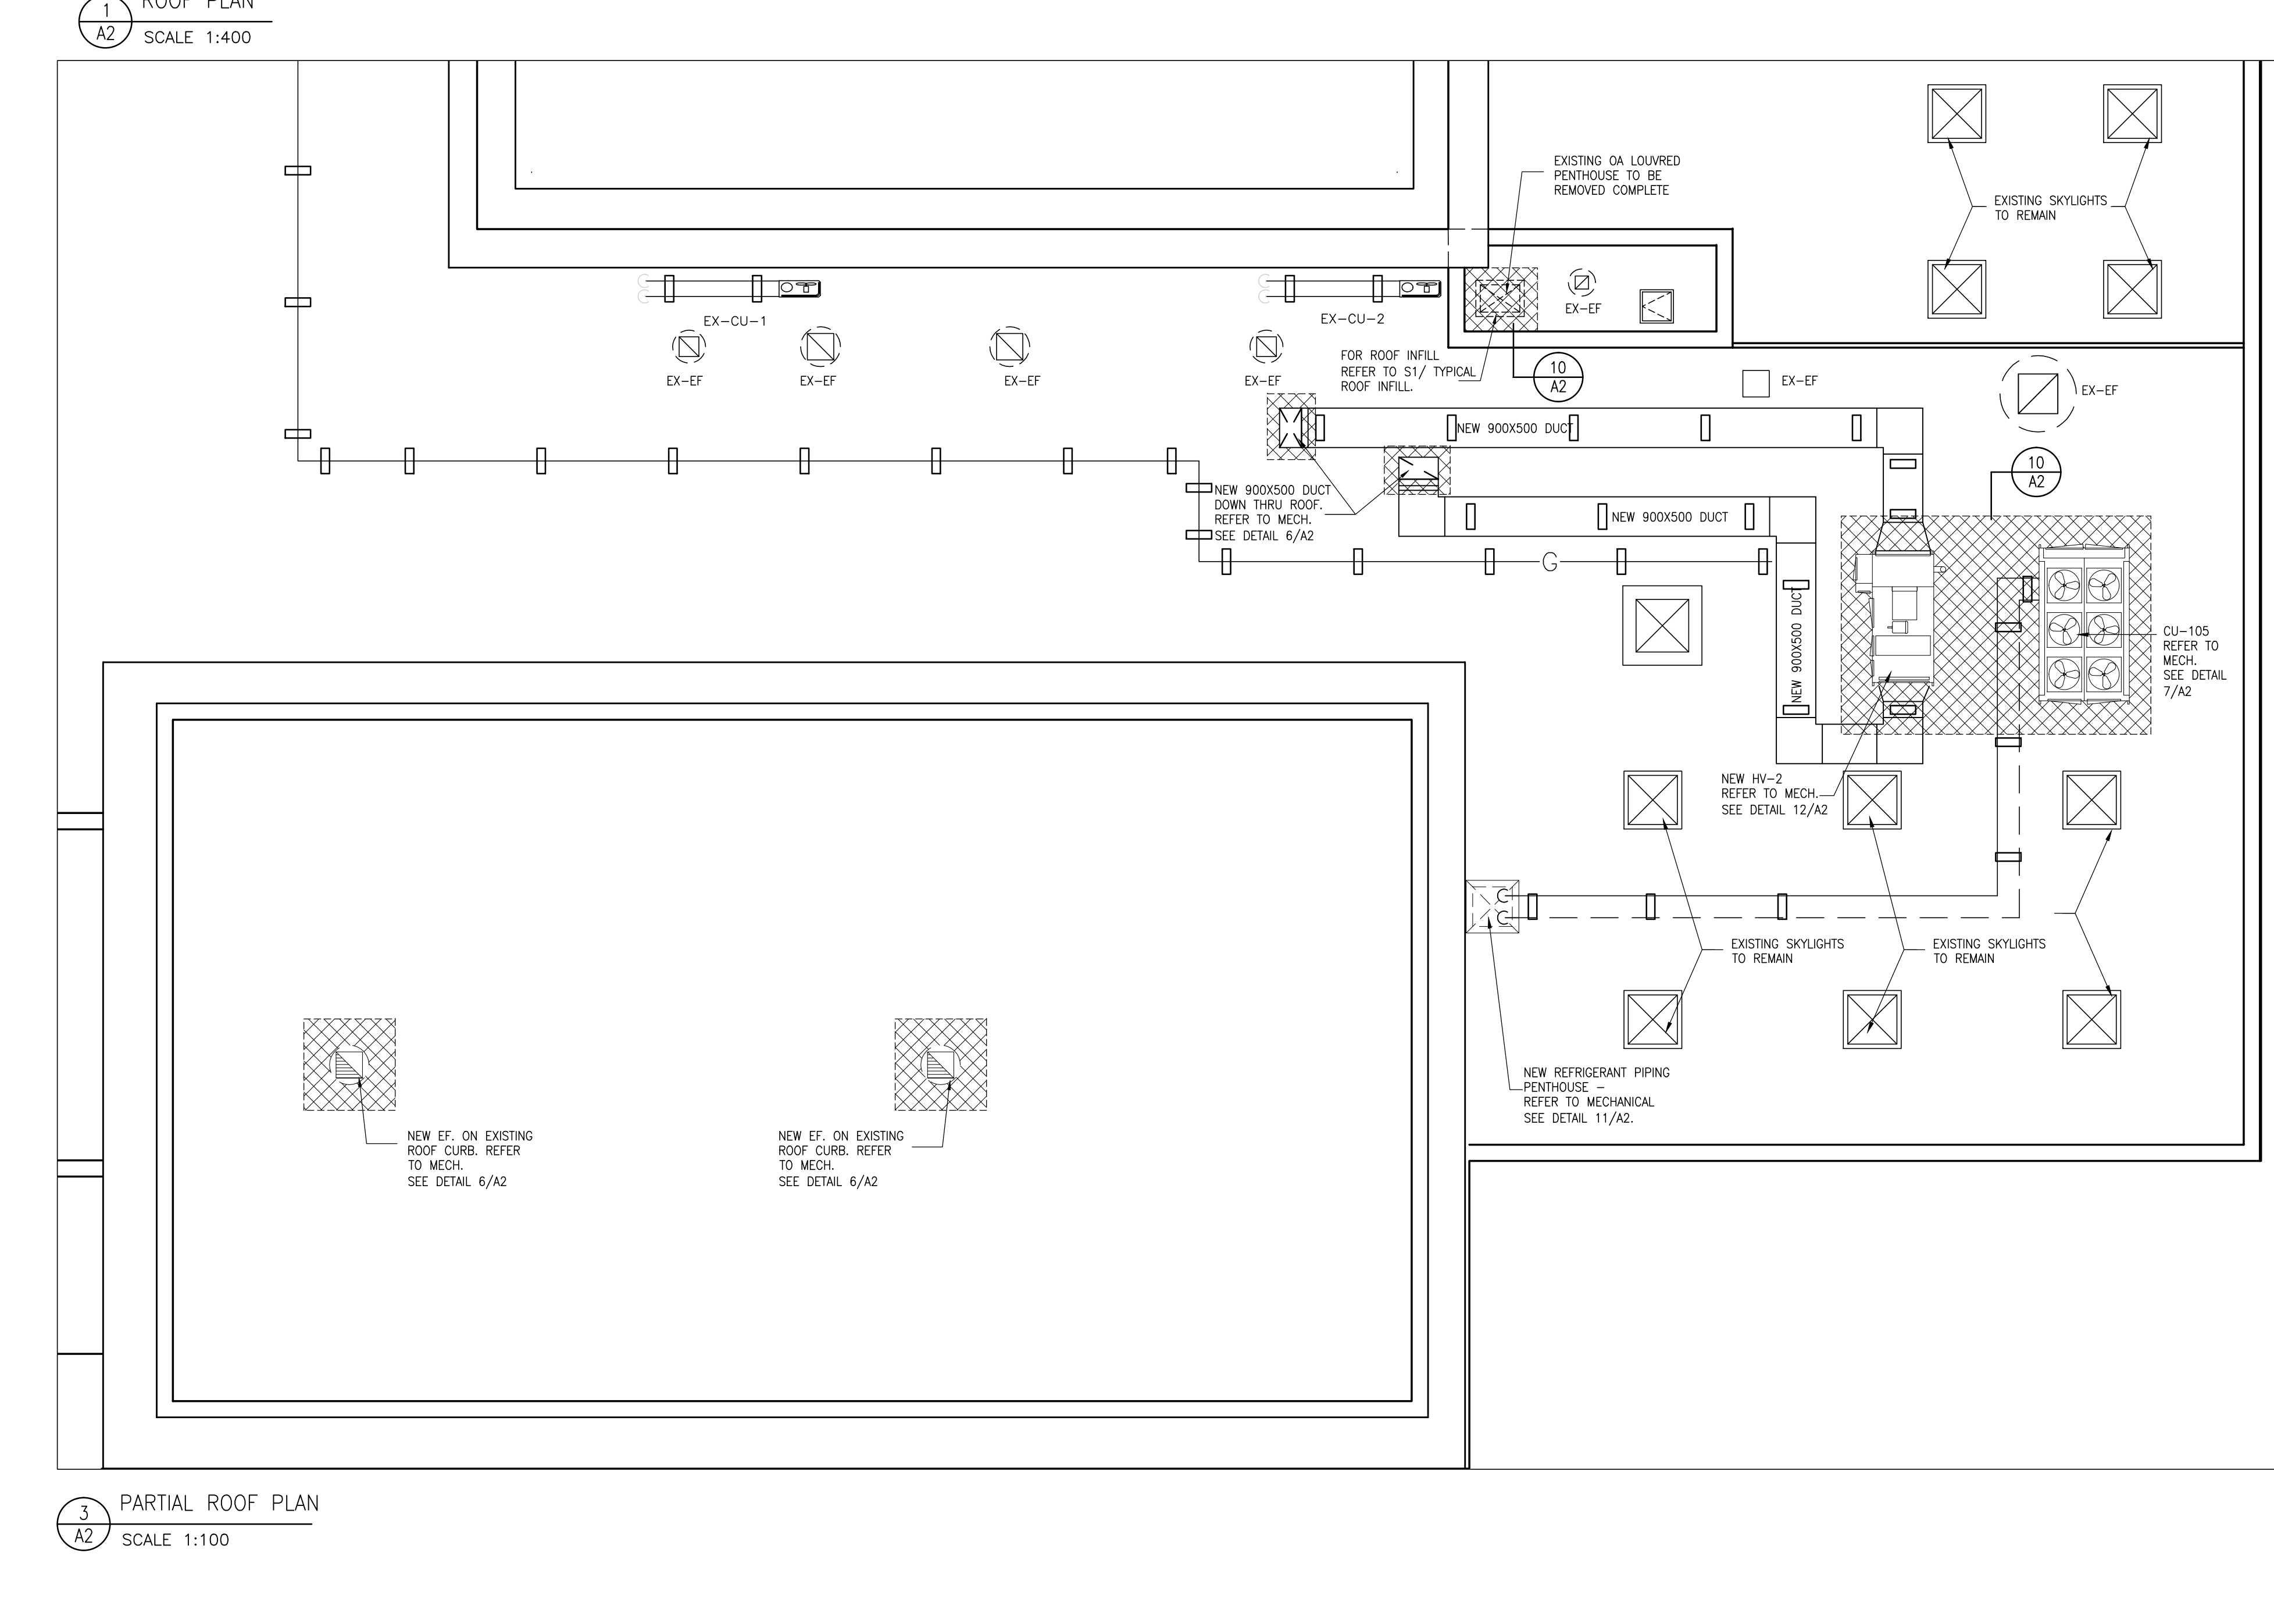 1
A2
ROOF PLAN
SCALE 1:400
EXISTING OA LOUVRED
PENTHOUSE TO BE
REMOVED COMPLETE
EXISTING SKYLIGHTS
TO REMAIN
EX-CU-1
EX-CU-2
EX-EF
EX-EF
EX-EF
EX-EF
EX-EF
FOR ROOF INFILL
REFER TO S1/ TYPICAL
ROOF INFILL.
10
A2
EX-EF
EX-EF
NEW 900X500 DUCT
10
A2
NEW 900X500 DUCT
DOWN THRU ROOF.
REFER TO MECH.
SEE DETAIL 6/A2
NEW 900X500 DUCT
G
NEW 900X500 DUCT
CU-105
REFER TO
MECH.
SEE DETAIL
7/A2
NEW HV-2
REFER TO MECH.
SEE DETAIL 12/A2
C
C
EXISTING SKYLIGHTS
TO REMAIN
EXISTING SKYLIGHTS
TO REMAIN
NEW REFRIGERANT PIPING
PENTHOUSE -
REFER TO MECHANICAL
SEE DETAIL 11/A2.
NEW EF. ON EXISTING
ROOF CURB. REFER
TO MECH.
SEE DETAIL 6/A2
NEW EF. ON EXISTING
ROOF CURB. REFER
TO MECH.
SEE DETAIL 6/A2
3
A2
PARTIAL ROOF PLAN
SCALE 1:100